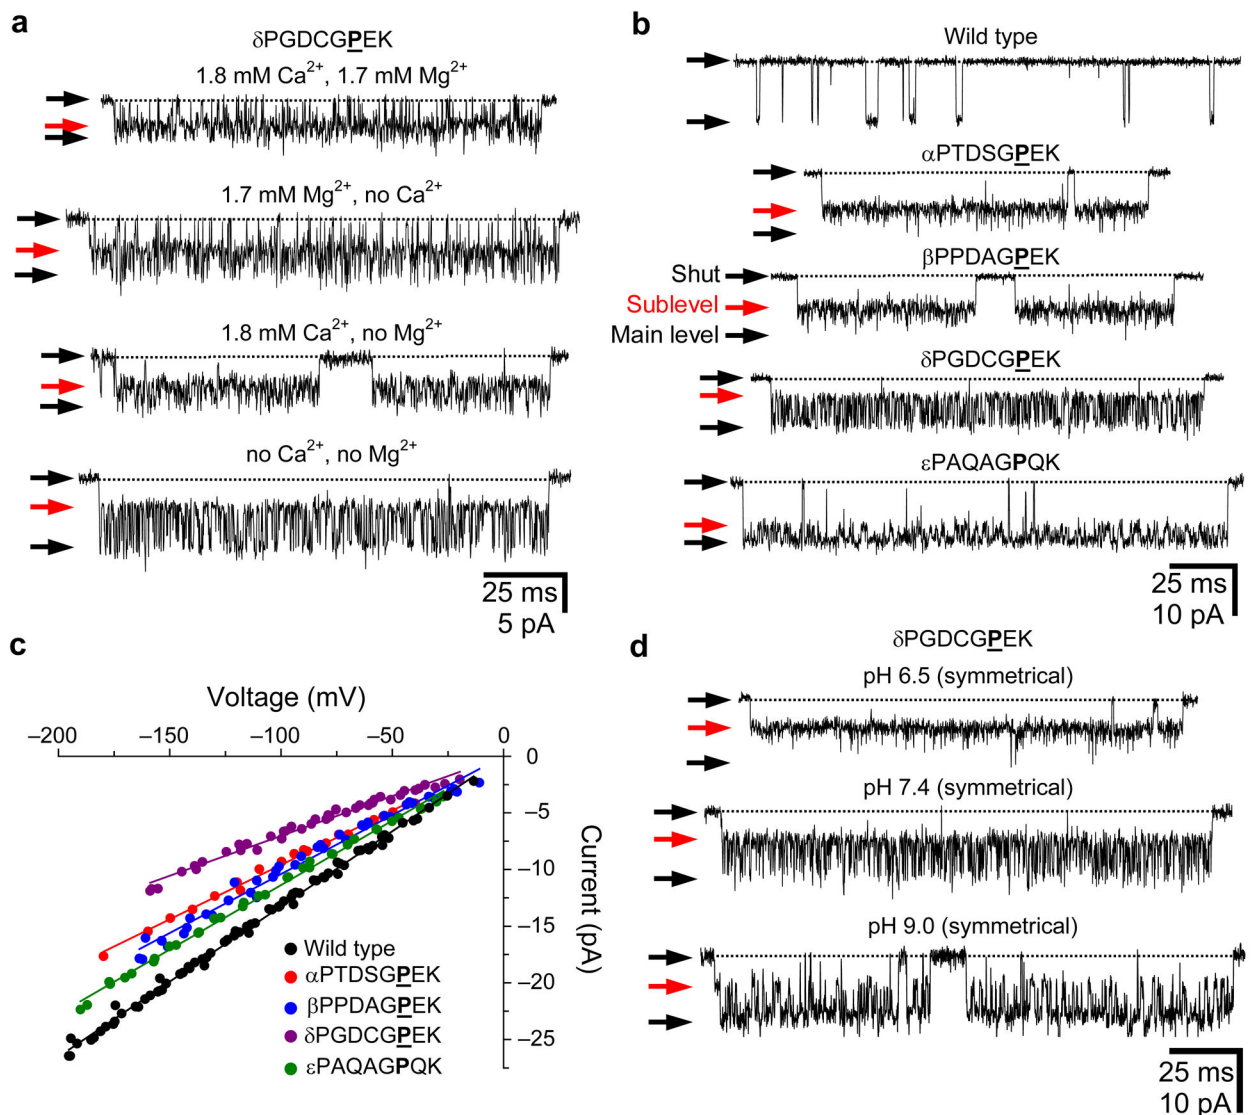 a
δPGDCGPEK
1.8 mM Ca²⁺, 1.7 mM Mg²⁺
1.7 mM Mg²⁺, no Ca²⁺
1.8 mM Ca²⁺, no Mg²⁺
no Ca²⁺, no Mg²⁺
25 ms
5 pA
b
Wild type
αPTDSGPEK
βPPDAGPEK
Shut
Sublevel
Main level
δPGDCGPEK
εPAQAGPQK
25 ms
10 pA
c
Voltage (mV)
−200 −150 −100 −50 0
0
−5
−10
−15
−20
−25
Current (pA)
Wild type
αPTDSGPEK
βPPDAGPEK
δPGDCGPEK
εPAQAGPQK
d
δPGDCGPEK
pH 6.5 (symmetrical)
pH 7.4 (symmetrical)
pH 9.0 (symmetrical)
25 ms
10 pA